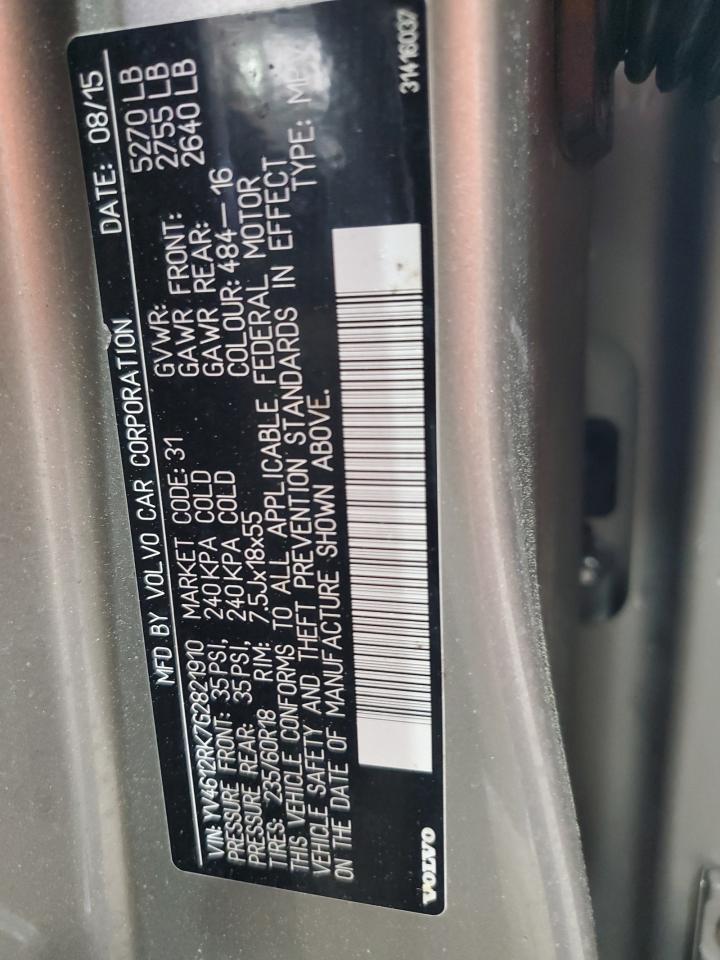 MFD BY VOLVO CAR CORPORATION DATE: 08/15
VIN: YV4612RK7G2821910 MARKET CODE: 31 GVWR: 5270 LB
PRESSURE FRONT: 35PSI, 240KPA COLD GAWR FRONT: 2755 LB
PRESSURE REAR: 35PSI, 240KPA COLD GAWR REAR: 2640 LB
TIRES: 235/60R18 RIM: 7.5Jx18x55 COLOUR: 484-16
THIS VEHICLE CONFORMS TO ALL APPLICABLE FEDERAL MOTOR
VEHICLE SAFETY AND THEFT PREVENTION STANDARDS IN EFFECT
ON THE DATE OF MANUFACTURE SHOWN ABOVE. TYPE: MPV
VOLVO 31416037